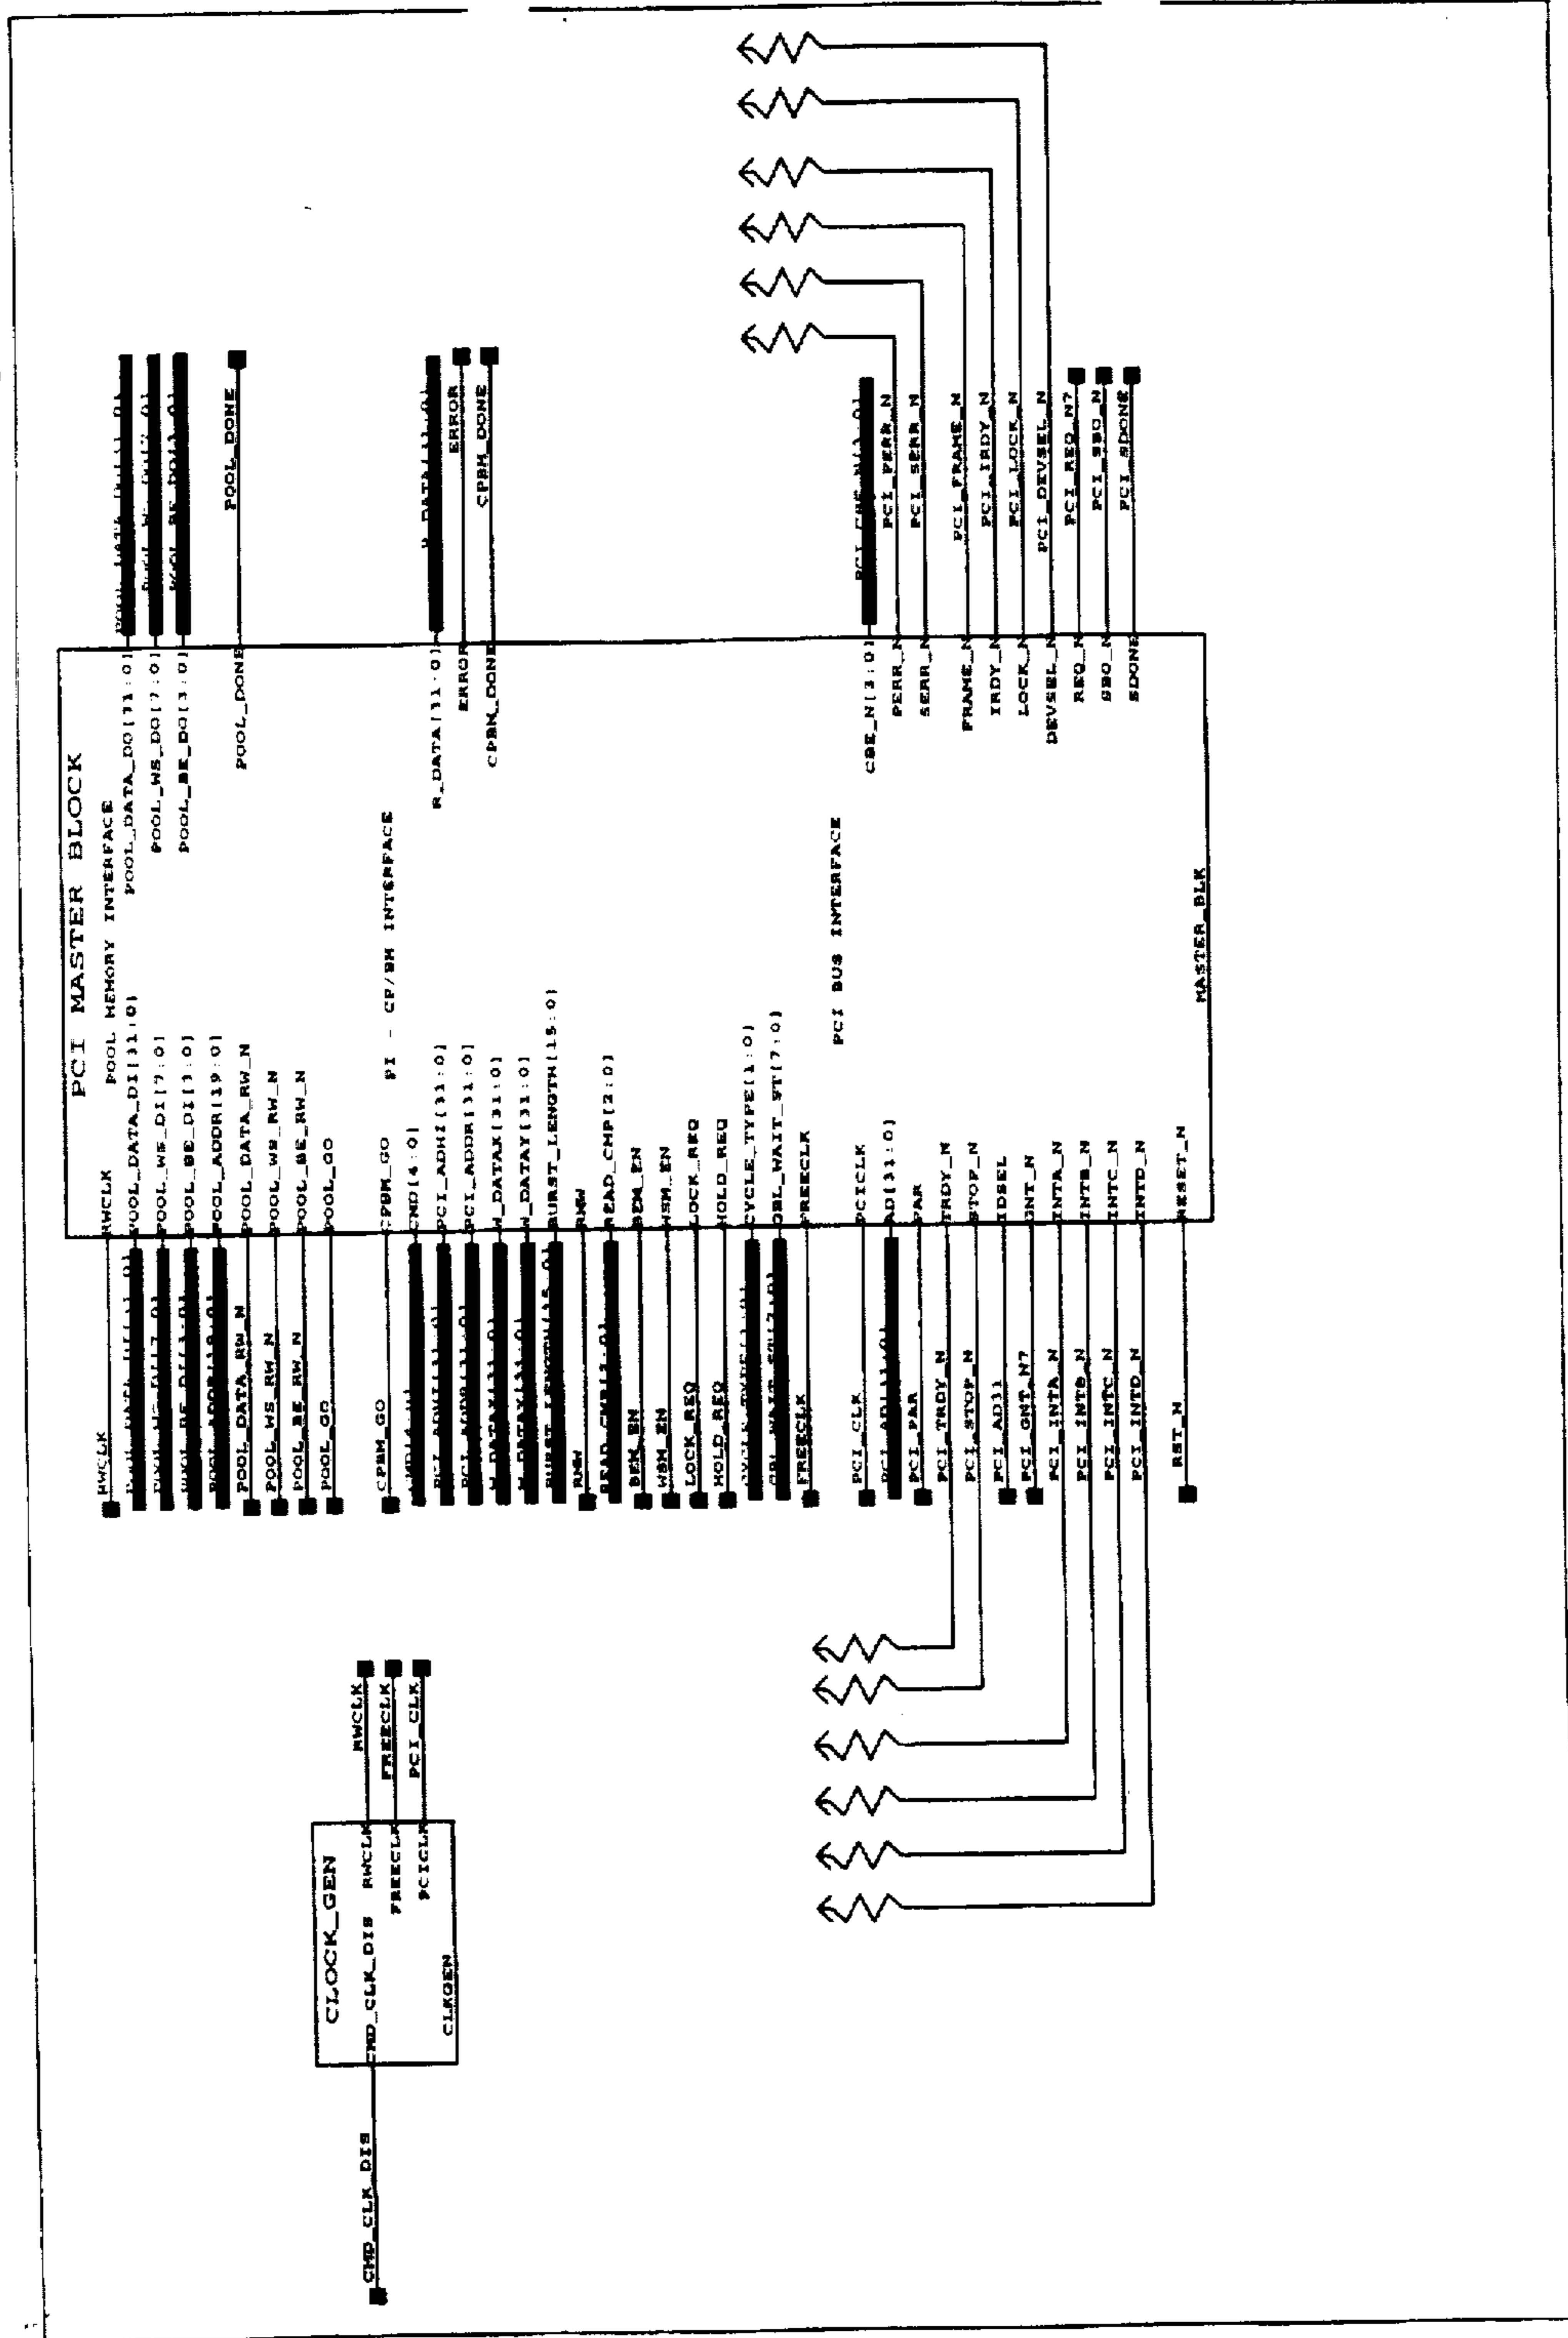 PCI MASTER BLOCK
POOL MEMORY INTERFACE
RWCLK
RWCLK
POOL_DATA_DI[31:0]
POOL_DATA_DO[31:0]
POOL_WS_DI[7:0]
POOL_WS_DO[7:0]
POOL_BE_DI[3:0]
POOL_BE_DO[3:0]
POOL_ADDR[19:0]
POOL_DATA_RW_N
POOL_DATA_RW_N
POOL_DONE
POOL_DONE
POOL_WS_RW_N
POOL_WS_RW_N
POOL_BE_RW_N
POOL_BE_RW_N
POOL_GO
POOL_GO
PI - CP/BM INTERFACE
CPBM_GO
CPBM_GO
CMD[4:0]
PCI_ADHI[31:0]
R_DATA[31:0]
PCI_ADDR[31:0]
ERROR
ERROR
W_DATAX[31:0]
CPBM_DONE
CPBM_DONE
W_DATAY[31:0]
BURST_LENGTH[15:0]
RMW
RMW
READ_CMP[2:0]
BEM_EN
BEM_EN
WSM_EN
WSM_EN
LOCK_REQ
LOCK_REQ
HOLD_REQ
HOLD_REQ
CYCLE_TYPE[1:0]
OBL_WAIT_ST[7:0]
FREECLK
FREECLK
PCI BUS INTERFACE
PCI_CLK
PCICLK
AD[31:0]
CBE_N[3:0]
PCI_PAR
PAR
PERR_N
PCI_PERR_N
PCI_TRDY_N
TRDY_N
SERR_N
PCI_SERR_N
PCI_STOP_N
STOP_N
FRAME_N
PCI_FRAME_N
PCI_AD31
IDSEL
IRDY_N
PCI_IRDY_N
PCI_GNT_N7
GNT_N
LOCK_N
PCI_LOCK_N
PCI_INTA_N
INTA_N
DEVSEL_N
PCI_DEVSEL_N
PCI_INTB_N
INTB_N
REQ_N
PCI_REQ_N7
PCI_INTC_N
INTC_N
SBO_N
PCI_SBO_N
PCI_INTD_N
INTD_N
SDONE
PCI_SDONE
RST_N
RESET_N
MASTER_BLK
CLOCK_GEN
CMD_CLK_DIS
CMD_CLK_DIS
RWCLK
RWCLK
FREECLK
FREECLK
PCICLK
PCI_CLK
CLKGEN